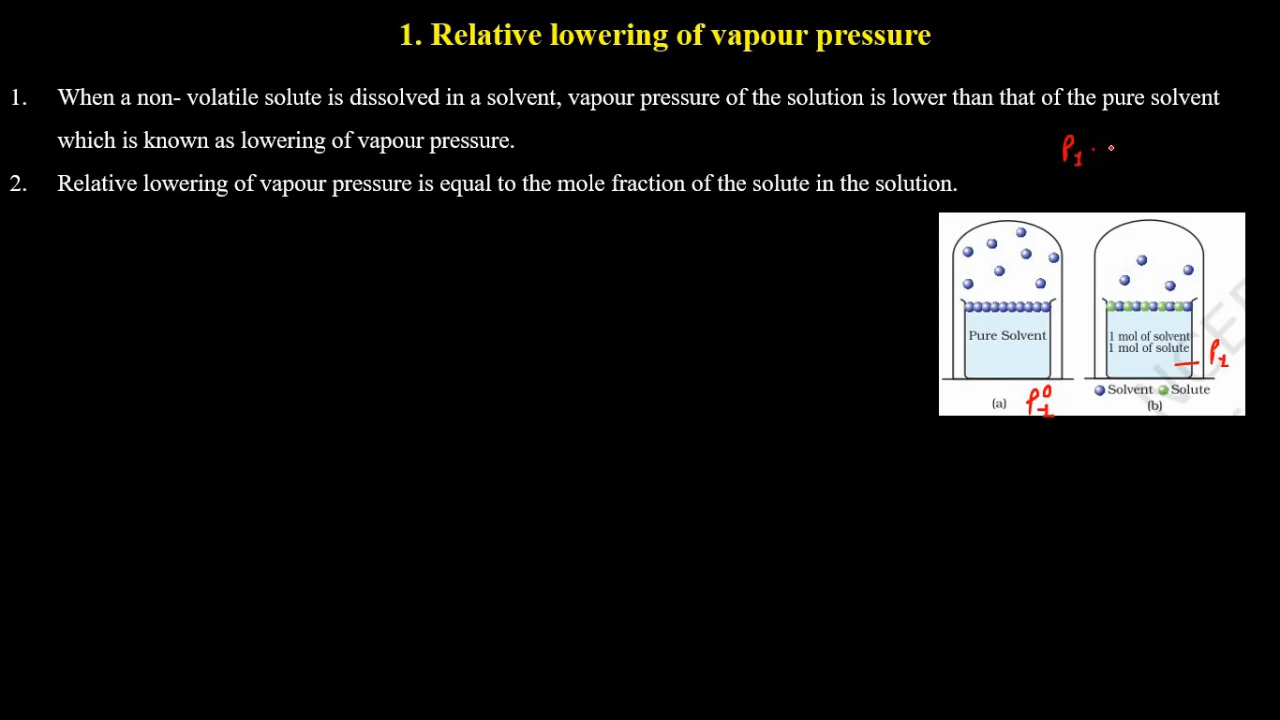 1. Relative lowering of vapour pressure
1. When a non- volatile solute is dissolved in a solvent, vapour pressure of the solution is lower than that of the pure solvent
which is known as lowering of vapour pressure.
P₁
2. Relative lowering of vapour pressure is equal to the mole fraction of the solute in the solution.
Pure Solvent
1 mol of solvent
1 mol of solute
P₁
Solvent Solute
(a)
P₁⁰
(b)